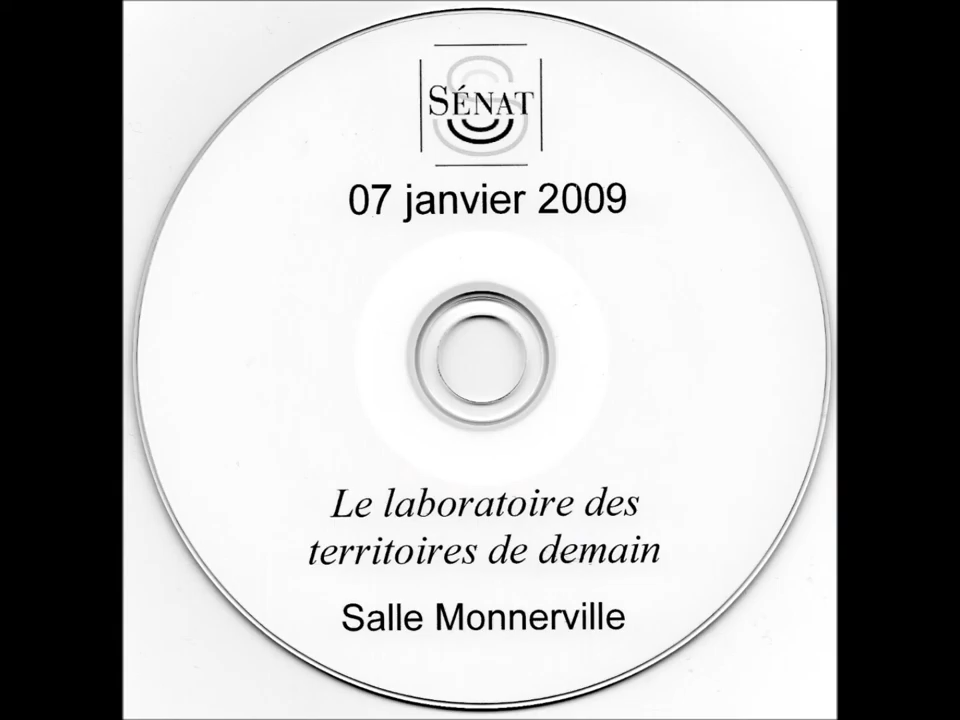 SÉNAT
07 janvier 2009
Le laboratoire des
territoires de demain
Salle Monnerville